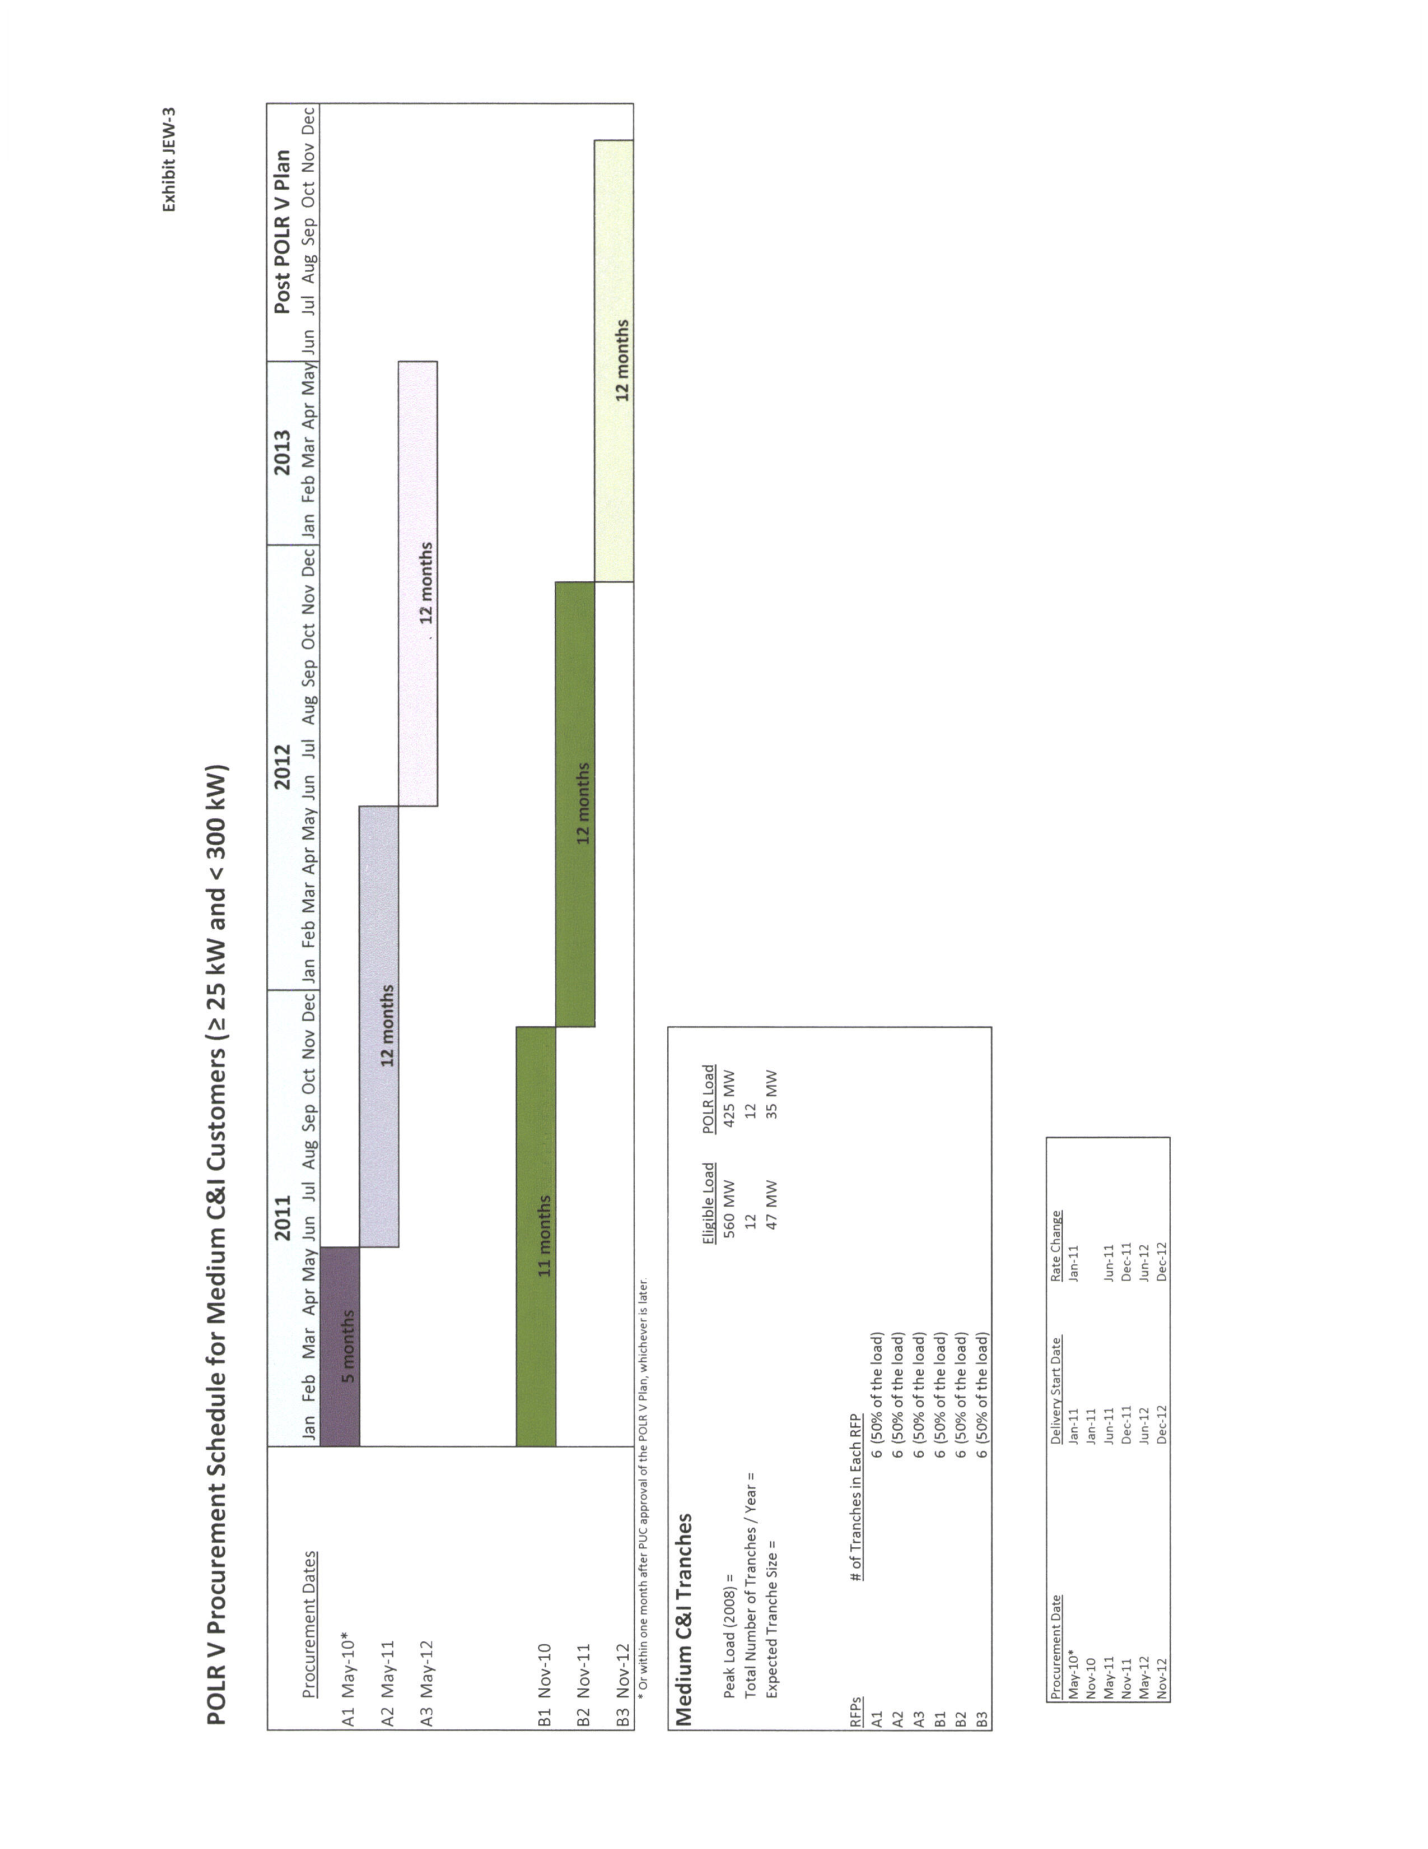 Exhibit JEW-3
POLR V Procurement Schedule for Medium C&I Customers (≥ 25 kW and < 300 kW)
2011 2012 2013 Post POLR V Plan
Procurement Dates Jan Feb Mar Apr May Jun Jul Aug Sep Oct Nov Dec Jan Feb Mar Apr May Jun Jul Aug Sep Oct Nov Dec Jan Feb Mar Apr May Jun Jul Aug Sep Oct Nov Dec
A1 May-10* 5 months
A2 May-11 12 months
A3 May-12 12 months
B1 Nov-10 11 months
B2 Nov-11 12 months
B3 Nov-12 12 months
* Or within one month after PUC approval of the POLR V Plan, whichever is later.
Medium C&I Tranches
Eligible Load POLR Load
Peak Load (2008) = 560 MW 425 MW
Total Number of Tranches / Year = 12 12
Expected Tranche Size = 47 MW 35 MW
RFPs # of Tranches in Each RFP
A1 6 (50% of the load)
A2 6 (50% of the load)
A3 6 (50% of the load)
B1 6 (50% of the load)
B2 6 (50% of the load)
B3 6 (50% of the load)
Procurement Date Delivery Start Date Rate Change
May-10* Jan-11 Jan-11
Nov-10 Jan-11
May-11 Jun-11 Jun-11
Nov-11 Dec-11 Dec-11
May-12 Jun-12 Jun-12
Nov-12 Dec-12 Dec-12